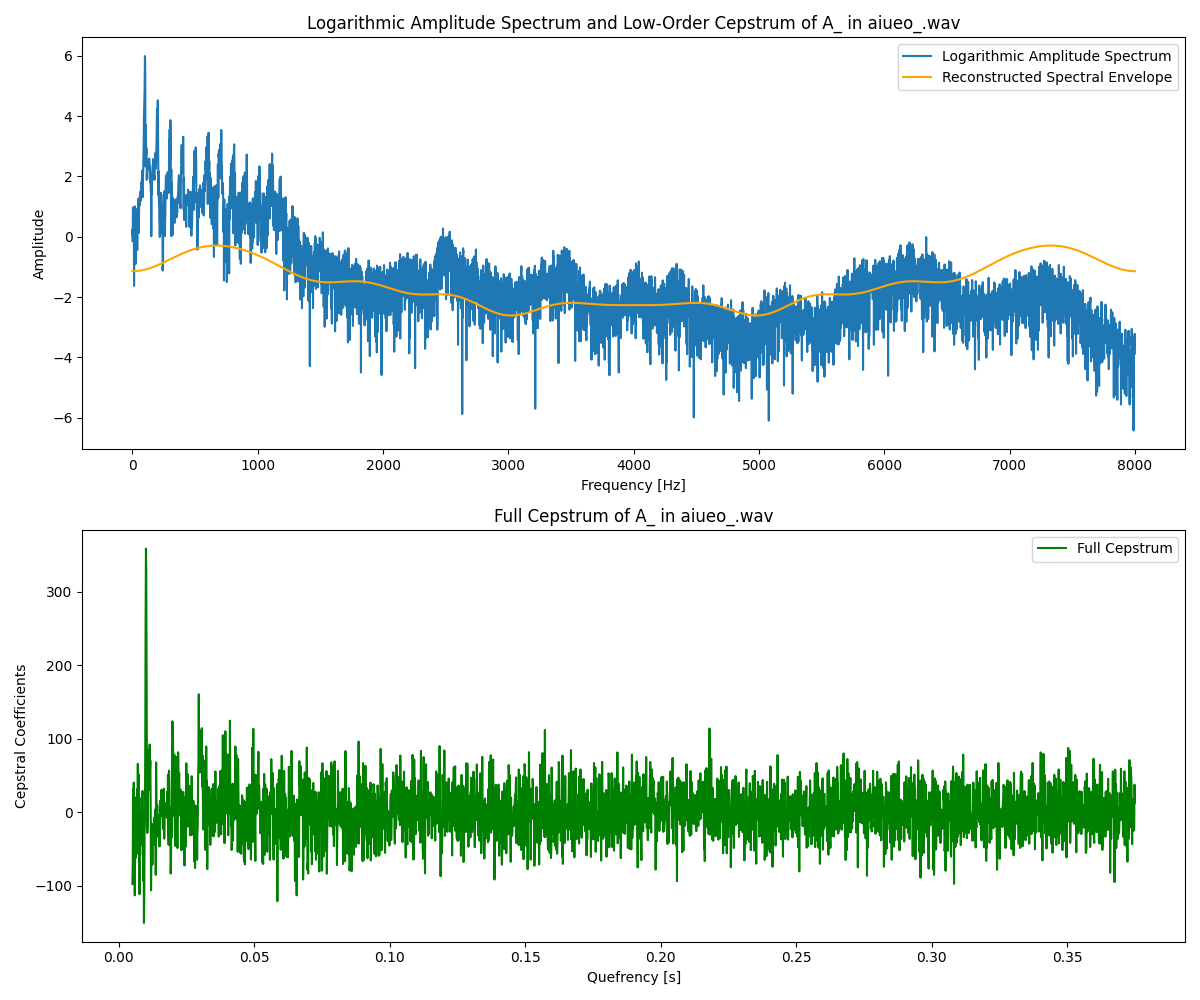 Logarithmic Amplitude Spectrum and Low-Order Cepstrum of A_ in aiueo_.wav
Logarithmic Amplitude Spectrum
Reconstructed Spectral Envelope
6
4
2
0
−2
−4
−6
Amplitude
0 1000 2000 3000 4000 5000 6000 7000 8000
Frequency [Hz]
Full Cepstrum of A_ in aiueo_.wav
Full Cepstrum
300
200
100
0
−100
Cepstral Coefficients
0.00 0.05 0.10 0.15 0.20 0.25 0.30 0.35
Quefrency [s]